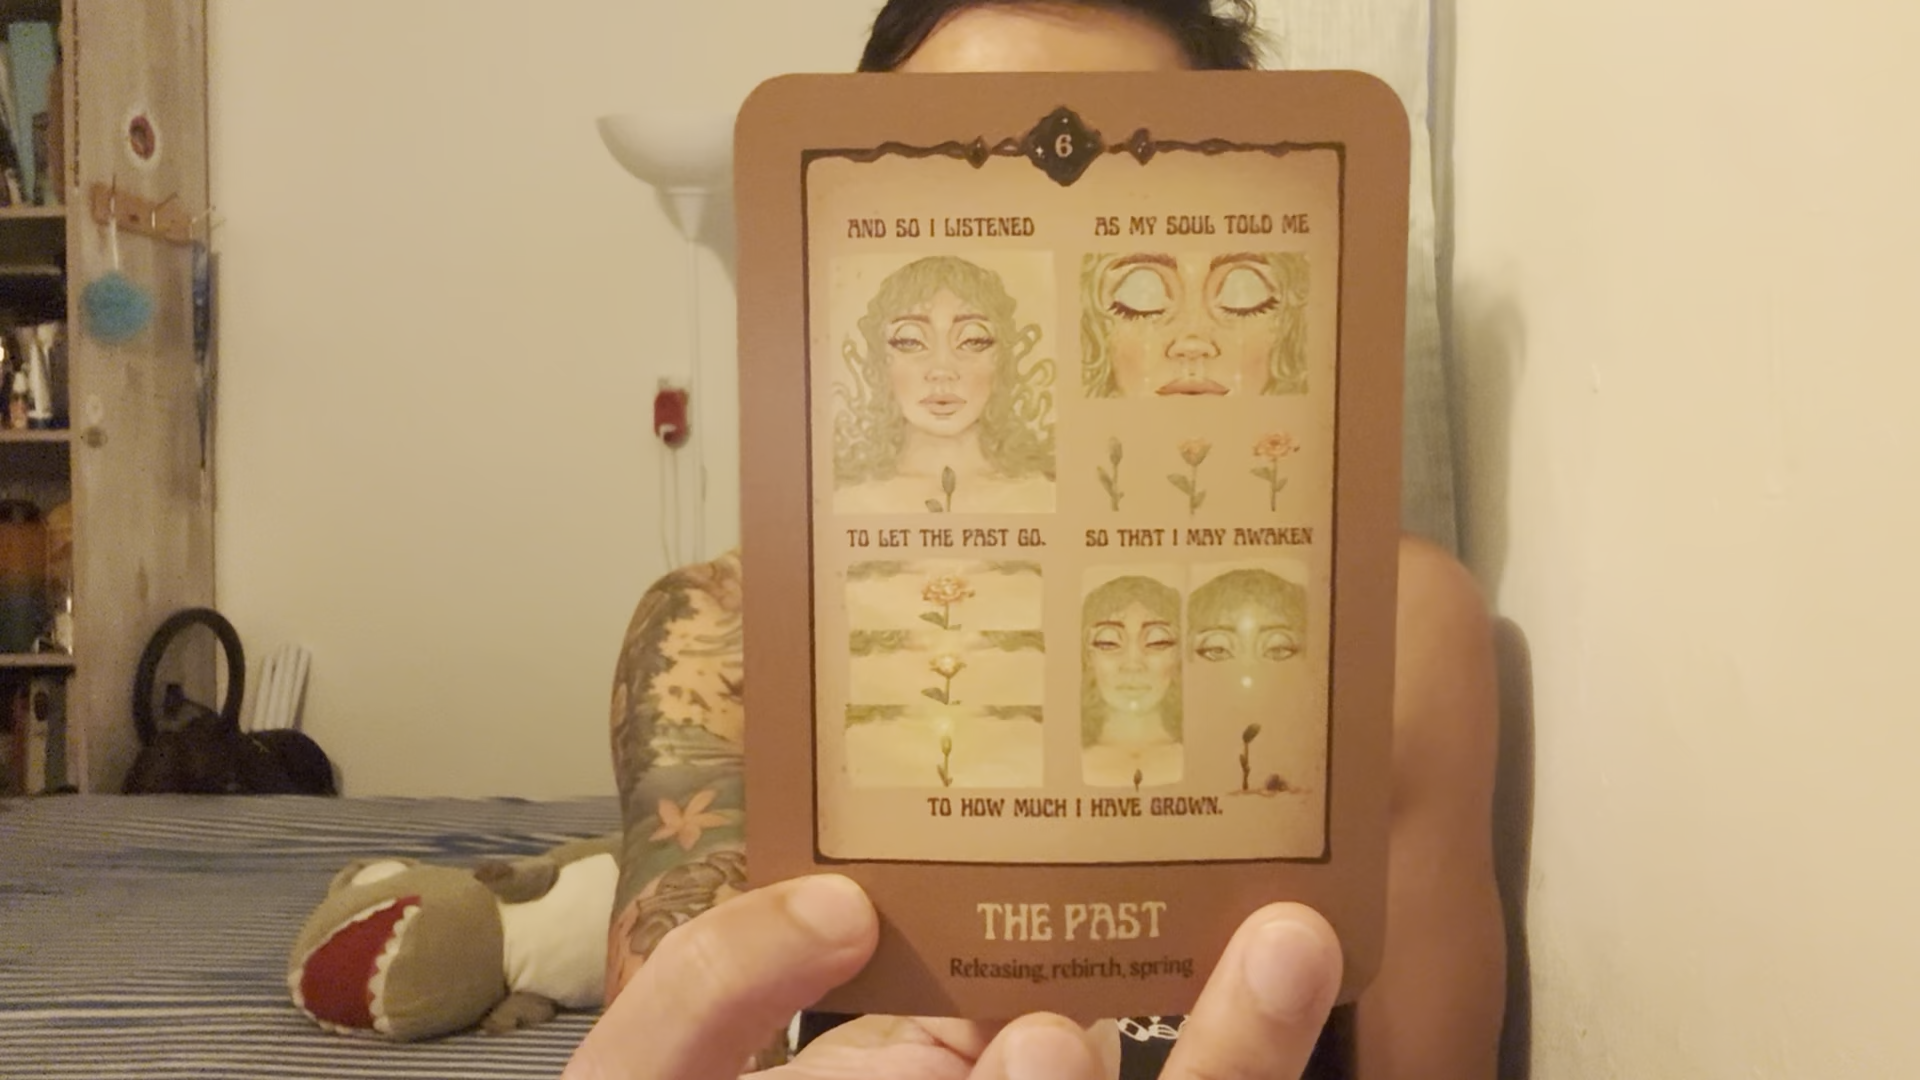 6
AND SO I LISTENED
AS MY SOUL TOLD ME
TO LET THE PAST GO.
SO THAT I MAY AWAKEN
TO HOW MUCH I HAVE GROWN.
THE PAST
Releasing, rebirth, spring